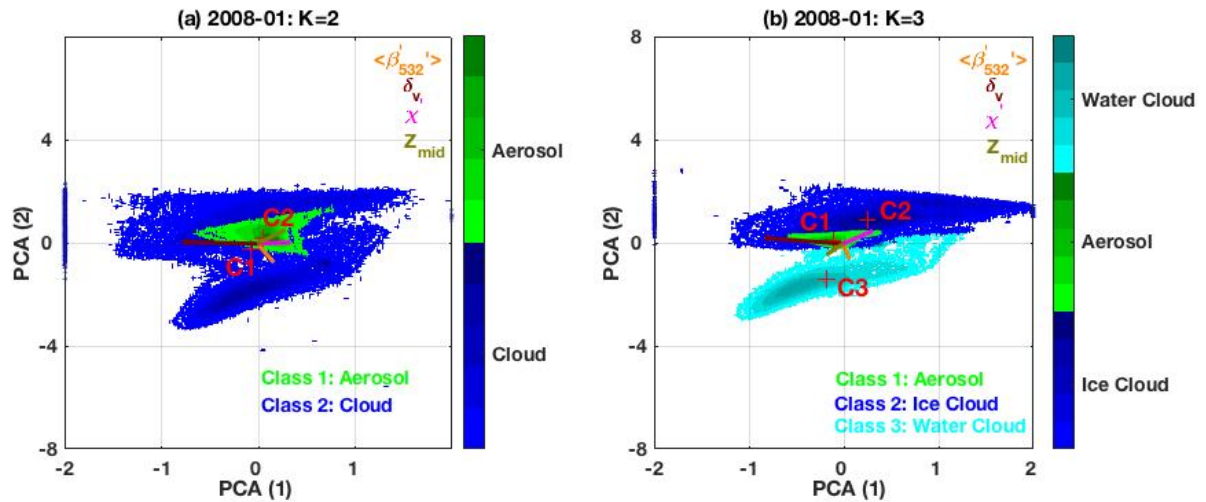 (a) 2008-01: K=2
8
4
0
-4
-8
-2
-1
0
1
2
PCA (2)
PCA (1)
<β'532'>
δv
χ'
zmid
C2
C1
Class 1: Aerosol
Class 2: Cloud
Aerosol
Cloud
(b) 2008-01: K=3
8
4
0
-4
-8
-2
-1
0
1
2
PCA (2)
PCA (1)
<β'532'>
δv
χ'
zmid
C1
C2
C3
Class 1: Aerosol
Class 2: Ice Cloud
Class 3: Water Cloud
Water Cloud
Aerosol
Ice Cloud